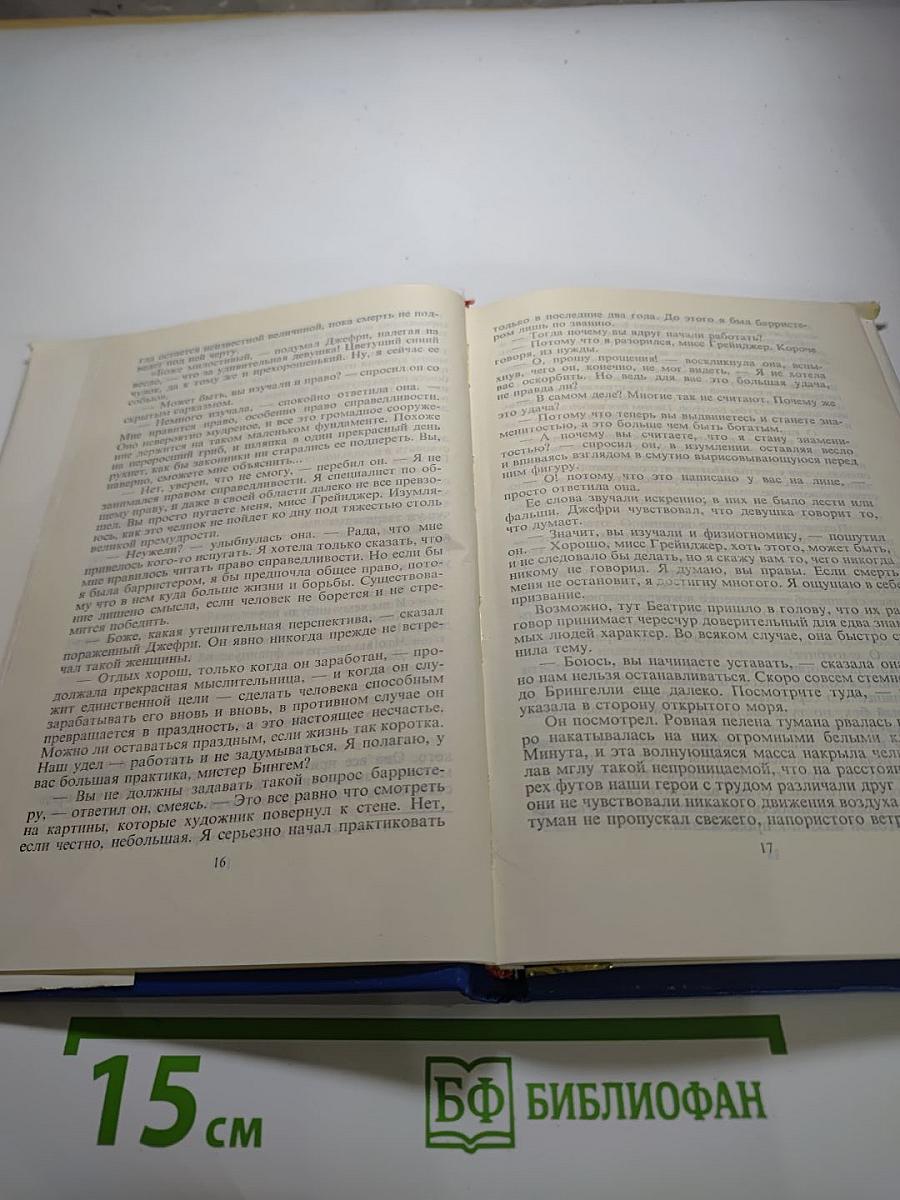 гда остается неизвестной величиной, пока смерть не под-
ведет под ней черту.
«Боже милостивый, — подумал Джефри, налегая на
весло, — что за удивительная девушка! Цветущий синий
чулок, да к тому же и прехорошенький. Ну, я сейчас ее
собью».
— Может быть, вы изучали и право? — спросил он со
скрытым сарказмом.
— Немного изучала, — спокойно ответила она. —
Мне нравится право, особенно право справедливости.
Оно невероятно мудреное, и все это громадное сооруже-
ние держится на таком маленьком фундаменте. Похоже
на переросший гриб, и шляпка в один прекрасный день
рухнет, как бы законники ни старались ее подпереть. Вы,
наверно, сможете мне объяснить...
— Нет, уверен, что не смогу, — перебил он. — Я не
занимался правом справедливости. Я специалист по об-
щему праву, и даже в своей области далеко не все превзо-
шел. Вы просто пугаете меня, мисс Грейнджер. Изумля-
юсь, как это челнок не пойдет ко дну под тяжестью столь
великой премудрости.
— Неужели? — улыбнулась она. — Рада, что мне
привелось кого-то испугать. Я хотела только сказать, что
мне нравилось читать право справедливости. Но если бы
я была барристером, я бы предпочла общее право, пото-
му что в нем куда больше жизни и борьбы. Существова-
ние лишено смысла, если человек не борется и не стре-
мится победить.
— Боже, какая утешительная перспектива, — сказал
пораженный Джефри. Он явно никогда прежде не встре-
чал такой женщины.
— Отдых хорош, только когда он заработан, — про-
должала прекрасная мыслительница, — и когда он слу-
жит единственной цели — сделать человека способным
зарабатывать его вновь и вновь, в противном случае он
превращается в праздность, а это настоящее несчастье.
Можно ли оставаться праздным, если жизнь так коротка.
Наш удел — работать и не задумываться. Я полагаю, у
вас большая практика, мистер Бингем?
— Вы не должны задавать такой вопрос барристе-
ру, — ответил он, смеясь. — Это все равно что смотреть
на картины, которые художник повернул к стене. Нет,
если честно, небольшая. Я серьезно начал практиковать
16
только в последние два года. До этого я был барристе-
ром лишь по званию.
— Тогда почему вы вдруг начали работать?
— Потому что я разорился, мисс Грейнджер. Короче
говоря, из нужды.
— О, прошу прощения! — воскликнула она, вспы-
хнув, чего он, конечно, не мог видеть, — Я не хотела
вас оскорбить. Но ведь для вас это большая удача,
не правда ли?
— В самом деле? Многие так не считают. Почему же
это удача?
— Потому что теперь вы выдвинетесь и станете зна-
менитостью, а это больше чем быть богатым.
— А почему вы считаете, что я стану знамени-
тостью? — спросил он, в изумлении оставляя весло
и впиваясь взглядом в смутно вырисовывающуюся перед
ним фигуру.
— О! потому что это написано у вас на лице, —
просто ответила она.
Ее слова звучали искренне; в них не было лести или
фальши. Джефри чувствовал, что девушка говорит то,
что думает.
— Значит, вы изучали и физиогномику, — пошутил
он. — Хорошо, мисс Грейнджер, хоть этого, может быть,
и не следовало бы делать, но я скажу вам то, чего никогда
никому не говорил. Я думаю, вы правы. Если смерть
меня не остановит, я достигну многого. Я ощущаю в себе
призвание.
Возможно, тут Беатрис пришло в голову, что их раз
говор принимает чересчур доверительный для едва знак
мых людей характер. Во всяком случае, она быстро с
нила тему.
— Боюсь, вы начинаете уставать, — сказала она
но нам нельзя останавливаться. Скоро совсем стемн
до Брингелли еще далеко. Посмотрите туда, —
указала в сторону открытого моря.
Он посмотрел. Ровная пелена тумана рвалась
ро накатывалась на них огромными белыми к
Минута, и эта волнующаяся масса накрыла чел
лав мглу такой непроницаемой, что на расстоян
рех футов наши герои с трудом различали друг
они не чувствовали никакого движения воздуха
туман не пропускал свежего, напористого ветр
17
15 см
БФ БИБЛИОФАН